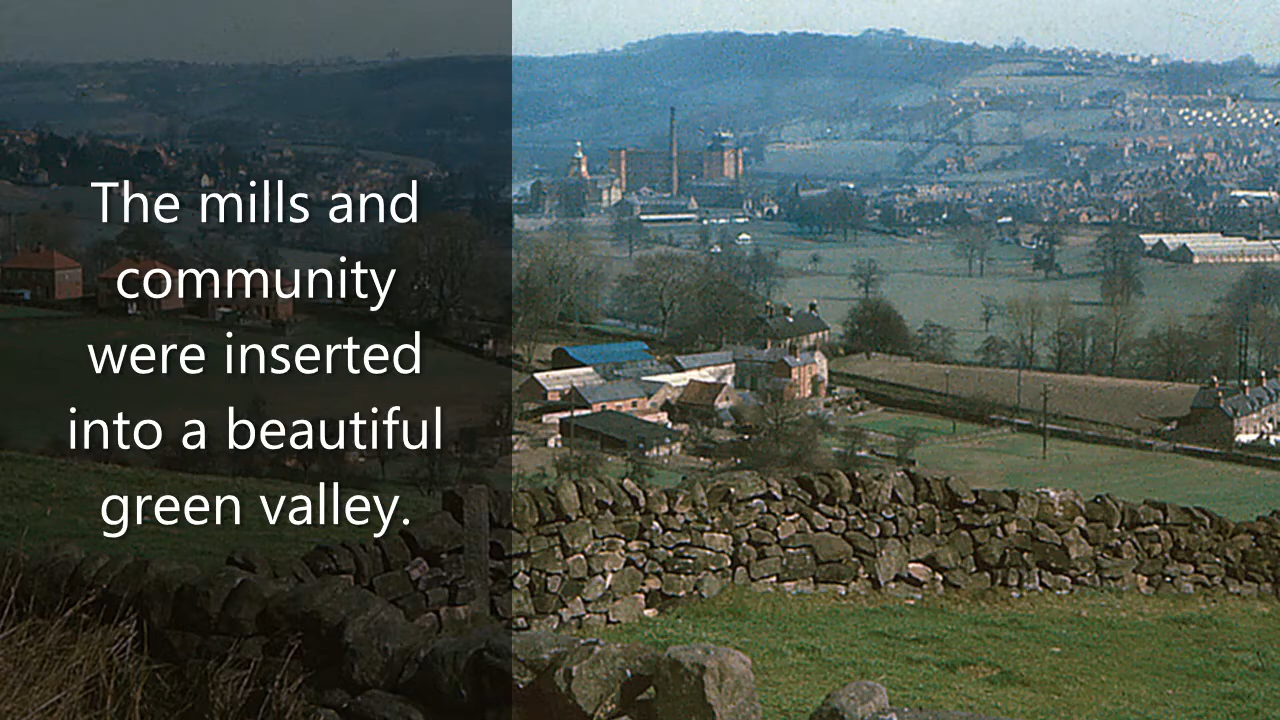 The mills and
community
were inserted
into a beautiful
green valley.